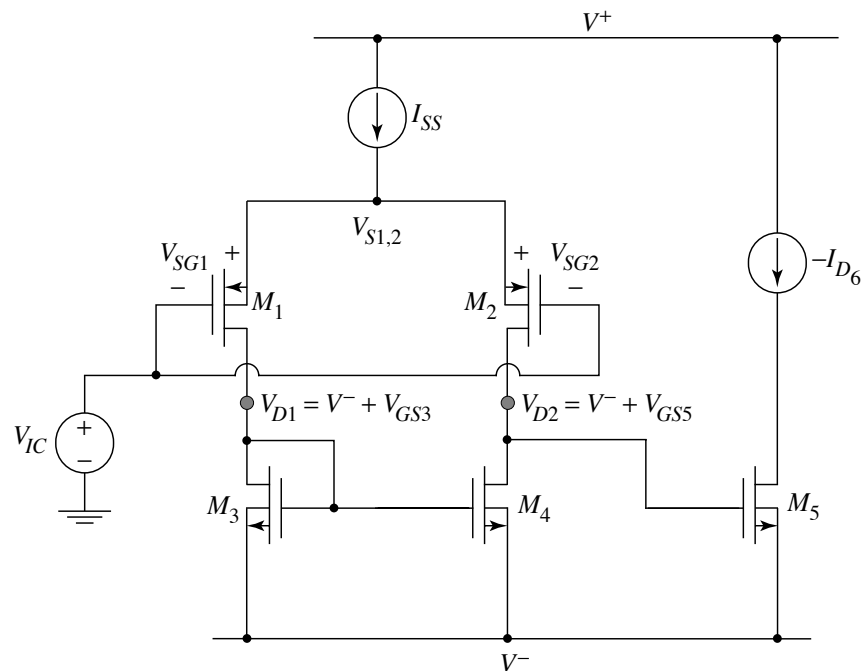 V⁺
I_SS
V_S1,2
V_SG1
+
−
M₁
+
V_SG2
−
M₂
−I_D₆
V_D1 = V⁻ + V_GS3
V_D2 = V⁻ + V_GS5
V_IC
+
−
M₃
M₄
M₅
V⁻